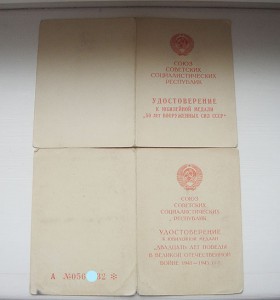 СОЮЗ
СОВЕТСКИХ
СОЦИАЛИСТИЧЕСКИХ
РЕСПУБЛИК
УДОСТОВЕРЕНИЕ
К ЮБИЛЕЙНОЙ МЕДАЛИ
„50 ЛЕТ ВООРУЖЕННЫХ СИЛ СССР"
СОЮЗ
СОВЕТСКИХ
СОЦИАЛИСТИЧЕСКИХ
РЕСПУБЛИК
УДОСТОВЕРЕНИЕ
К ЮБИЛЕЙНОЙ МЕДАЛИ
„ДВАДЦАТЬ ЛЕТ ПОБЕДЫ
В ВЕЛИКОЙ ОТЕЧЕСТВЕННОЙ
ВОЙНЕ 1941—1945 гг."
А №050